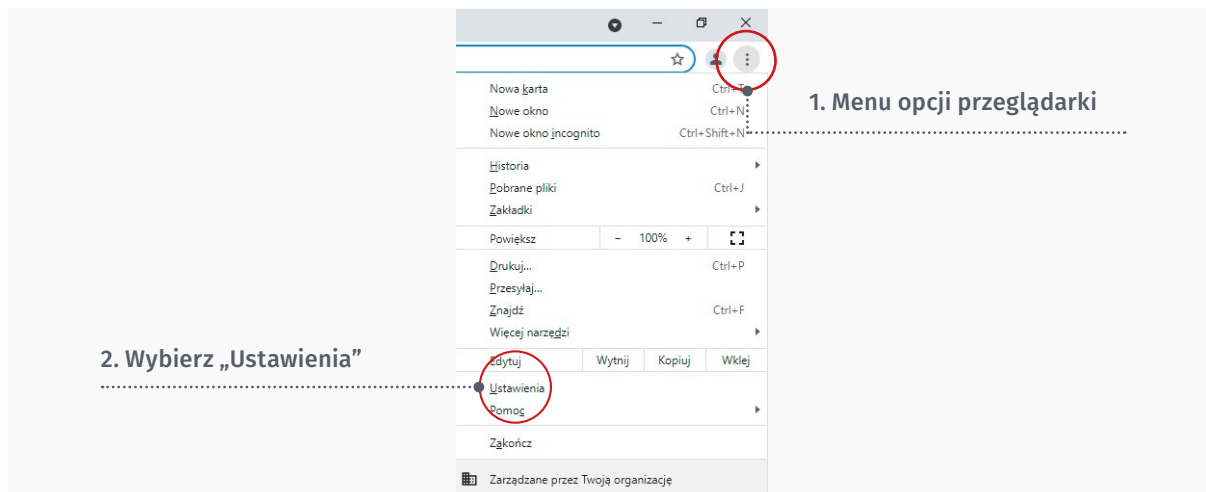 Nowa karta Ctrl+T
1. Menu opcji przeglądarki
Nowe okno Ctrl+N
Nowe okno incognito Ctrl+Shift+N
Historia
Pobrane pliki Ctrl+J
Zakładki
Powiększ - 100% +
Drukuj... Ctrl+P
Przesyłaj...
Znajdź Ctrl+F
Więcej narzędzi
2. Wybierz „Ustawienia”
Edytuj Wytnij Kopiuj Wklej
Ustawienia
Pomoc
Zakończ
Zarządzane przez Twoją organizację